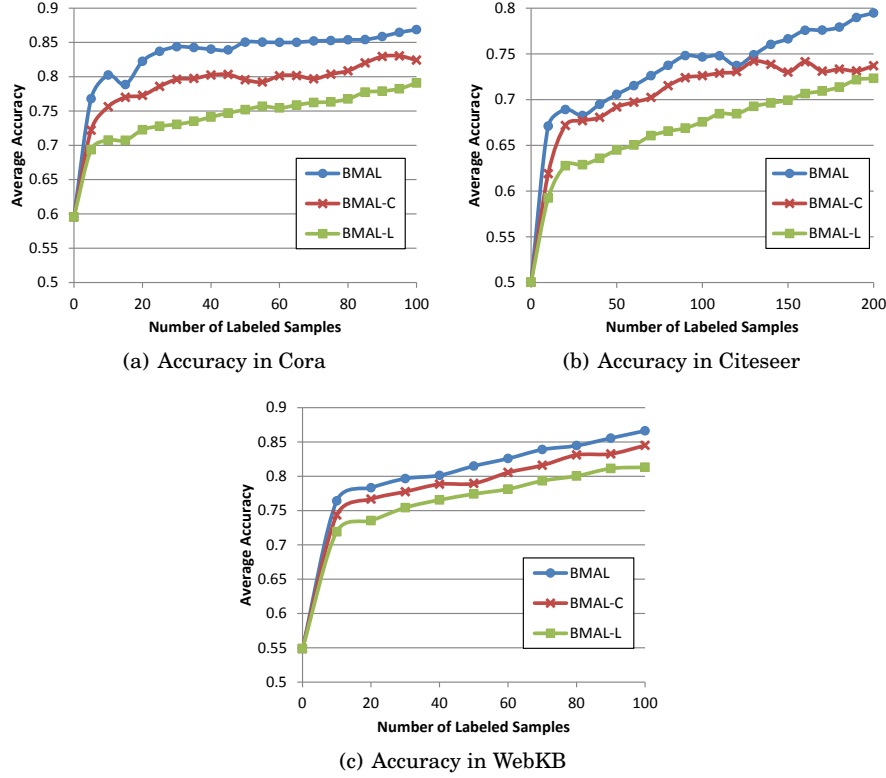 0.9
0.85
0.8
0.75
0.7
0.65
0.6
0.55
0.5
Average Accuracy
BMAL
BMAL-C
BMAL-L
0 20 40 60 80 100
Number of Labeled Samples
(a) Accuracy in Cora
0.8
0.75
0.7
0.65
0.6
0.55
0.5
Average Accuracy
BMAL
BMAL-C
BMAL-L
0 50 100 150 200
Number of Labeled Samples
(b) Accuracy in Citeseer
0.9
0.85
0.8
0.75
0.7
0.65
0.6
0.55
0.5
Average Accuracy
BMAL
BMAL-C
BMAL-L
0 20 40 60 80 100
Number of Labeled Samples
(c) Accuracy in WebKB